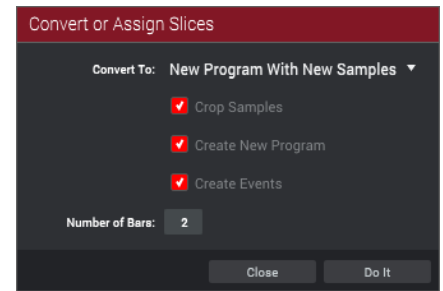 Convert or Assign Slices
Convert To: New Program With New Samples
Crop Samples
Create New Program
Create Events
Number of Bars: 2
Close Do It